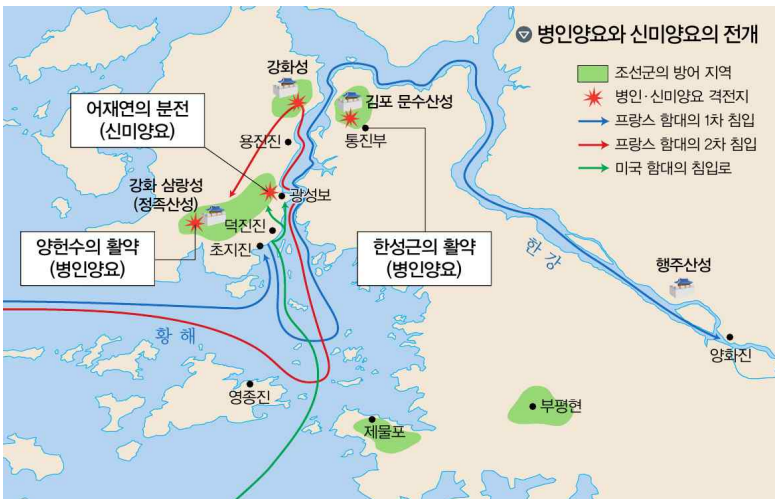 병인양요와 신미양요의 전개
조선군의 방어 지역
병인·신미양요 격전지
프랑스 함대의 1차 침입
프랑스 함대의 2차 침입
미국 함대의 침입로
강화성
어재연의 분전
(신미양요)
김포 문수산성
통진부
용진진
강화 삼랑성
(정족산성)
광성보
덕진진
초지진
양헌수의 활약
(병인양요)
한성근의 활약
(병인양요)
한강
행주산성
양화진
황해
영종진
제물포
부평현